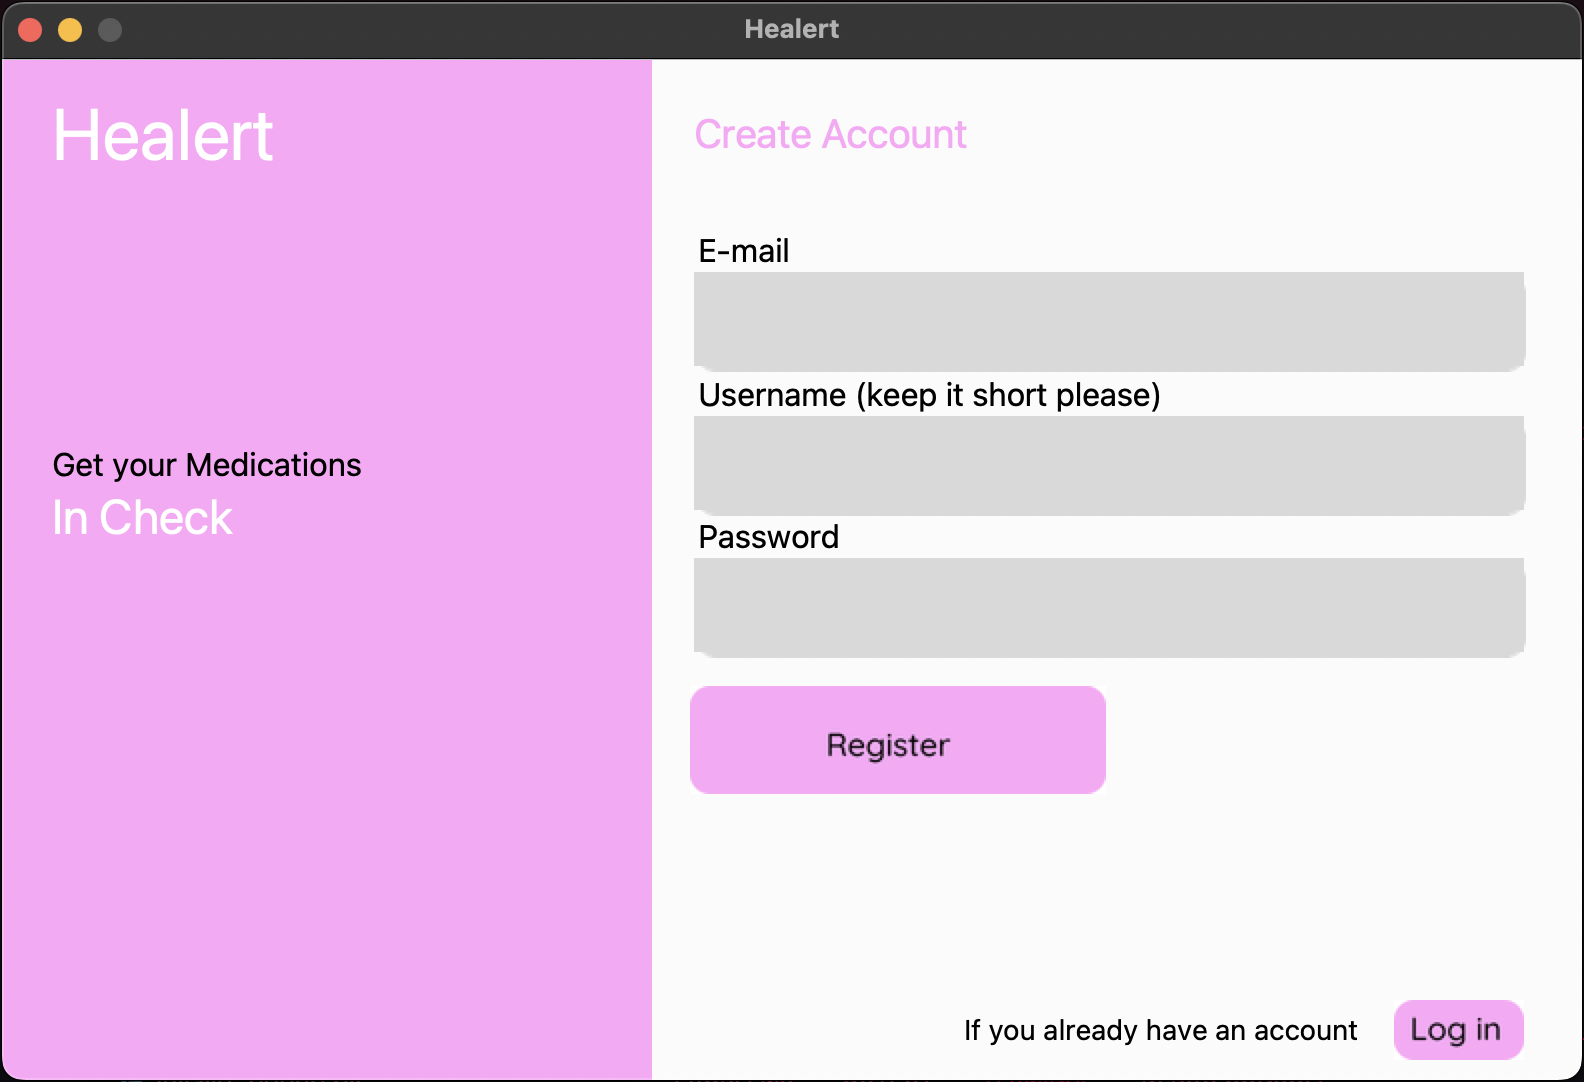 Healert
Healert
Get your Medications
In Check
Create Account
E-mail
Username (keep it short please)
Password
Register
If you already have an account
Log in